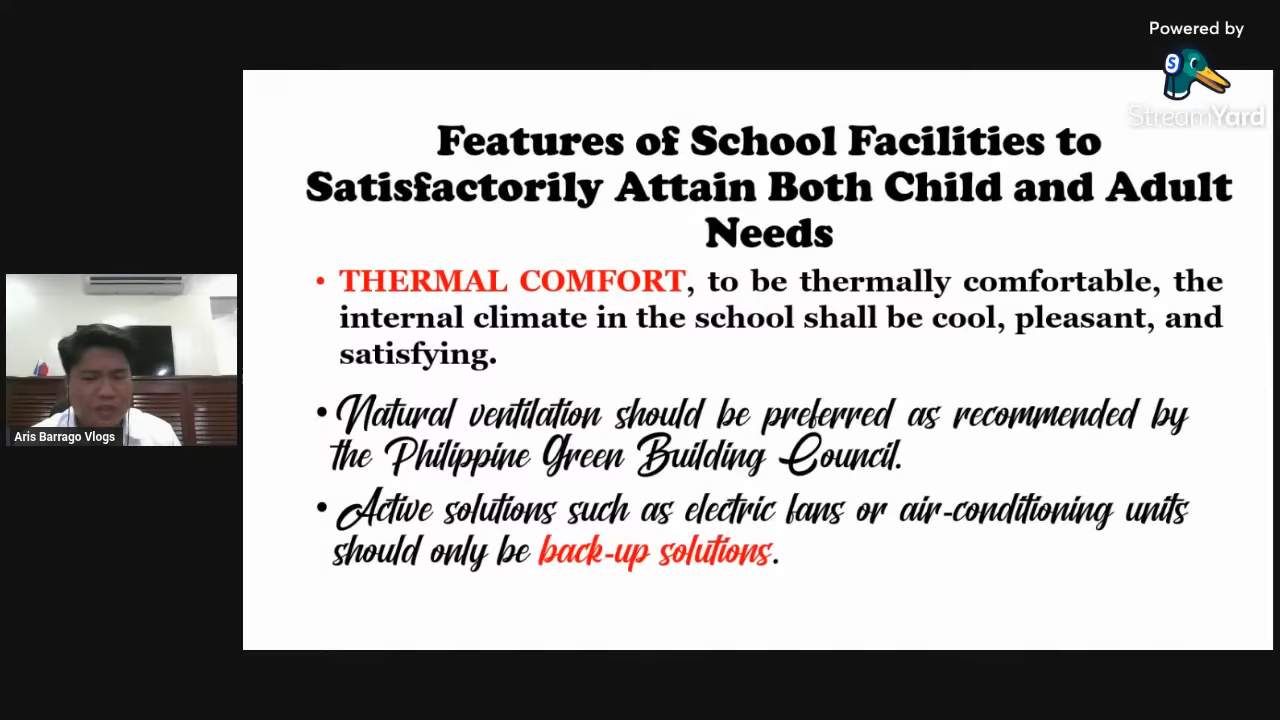 Powered by
StreamYard
Features of School Facilities to
Satisfactorily Attain Both Child and Adult
Needs
• THERMAL COMFORT, to be thermally comfortable, the
internal climate in the school shall be cool, pleasant, and
satisfying.
• Natural ventilation should be preferred as recommended by
the Philippine Green Building Council.
• Active solutions such as electric fans or air-conditioning units
should only be back-up solutions.
Aris Barrago Vlogs